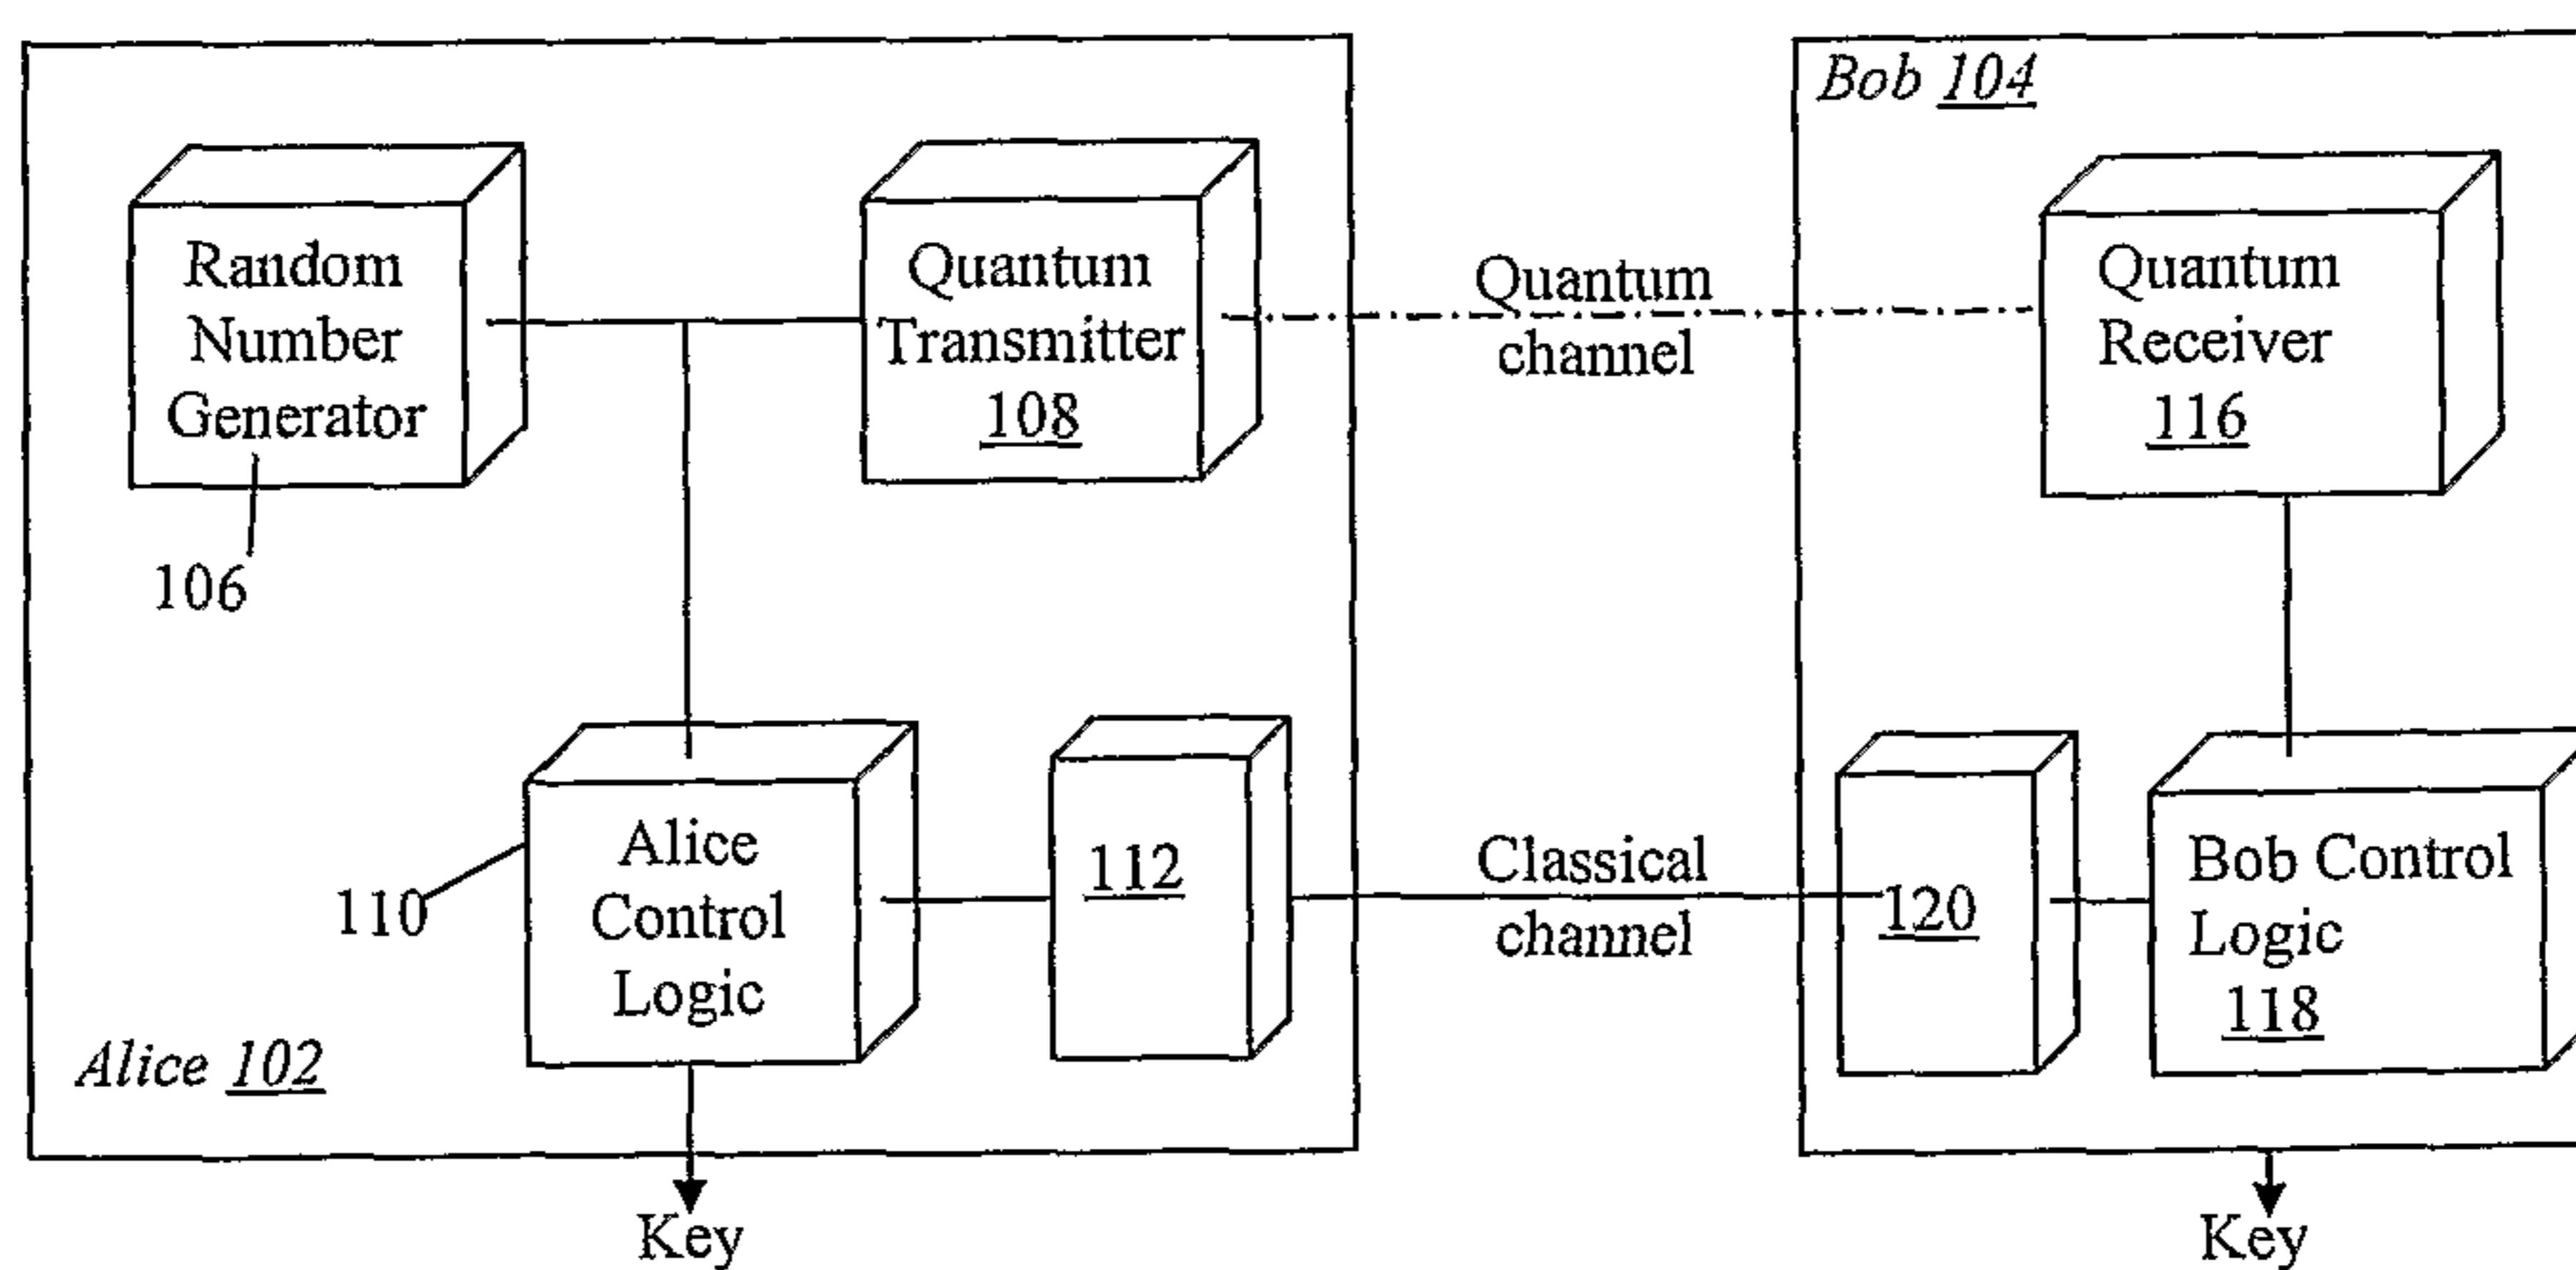 Bob 104
Random
Number
Generator
106
Quantum
Transmitter
108
Quantum
channel
Quantum
Receiver
116
Alice
Control
Logic
110
112
Classical
channel
120
Bob Control
Logic
118
Alice 102
Key
Key